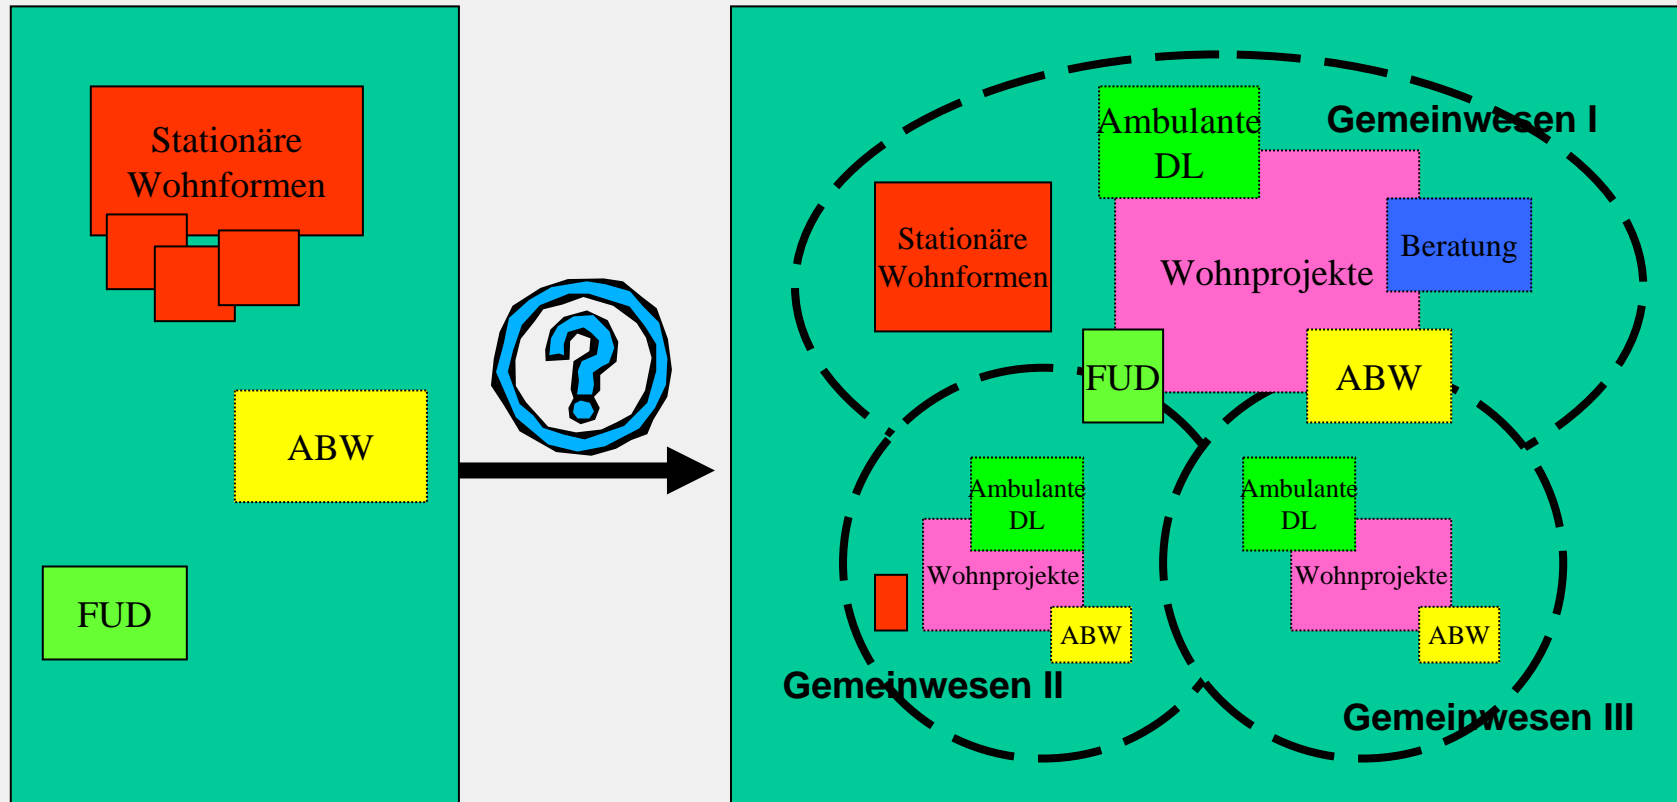 Stationäre
Wohnformen
ABW
FUD
?
Gemeinwesen I
Ambulante
DL
Stationäre
Wohnformen
Wohnprojekte
Beratung
FUD
ABW
Ambulante
DL
Wohnprojekte
ABW
Gemeinwesen II
Ambulante
DL
Wohnprojekte
ABW
Gemeinwesen III